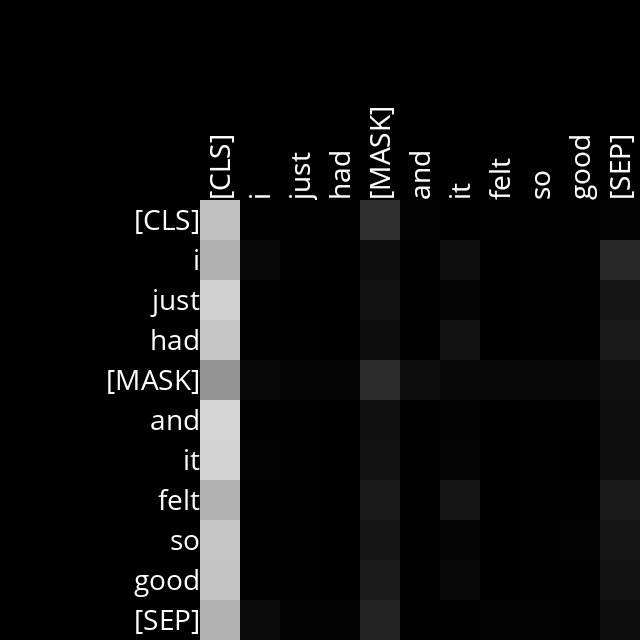 [CLS] i just had [MASK] and it felt so good [SEP]
[CLS]
i
just
had
[MASK]
and
it
felt
so
good
[SEP]